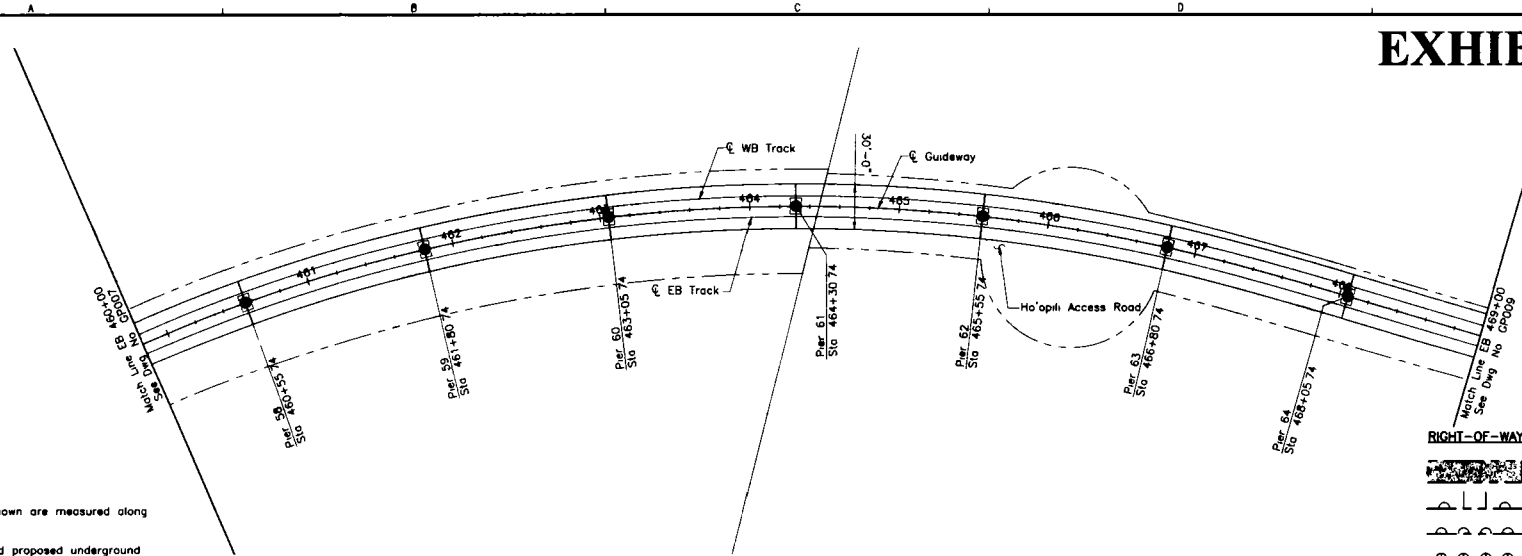 A B C D
EXHIE
℄ WB Track
30'-0"
℄ Guideway
461
462
464
465
466
467
℄ EB Track
Ho'opili Access Road
Match Line EB 460+00
See Dwg No GP007
Pier 58
Sta 460+55 74
Pier 59
Sta 461+80 74
Pier 60
Sta 463+05 74
Pier 61
Sta 464+30 74
Pier 62
Sta 465+55 74
Pier 63
Sta 466+80 74
Pier 64
Sta 468+05 74
Match Line EB 469+00
See Dwg No GP009
RIGHT-OF-WAY
own are measured along
d proposed underground